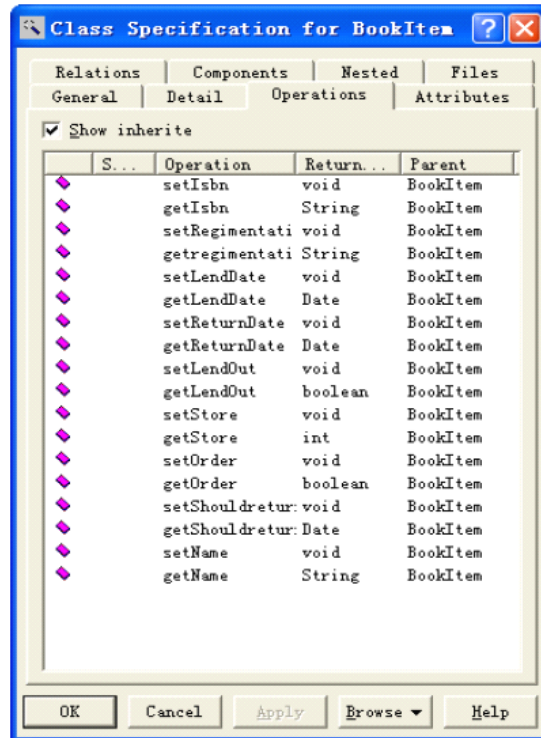 Class Specification for BookItem
Relations Components Nested Files
General Detail Operations Attributes
Show inherite
S... Operation Return... Parent
setIsbn void BookItem
getIsbn String BookItem
setRegimentati void BookItem
getregimentati String BookItem
setLendDate void BookItem
getLendDate Date BookItem
setReturnDate void BookItem
getReturnDate Date BookItem
setLendOut void BookItem
getLendOut boolean BookItem
setStore void BookItem
getStore int BookItem
setOrder void BookItem
getOrder boolean BookItem
setShouldretur: void BookItem
getShouldretur: Date BookItem
setName void BookItem
getName String BookItem
OK Cancel Apply Browse Help